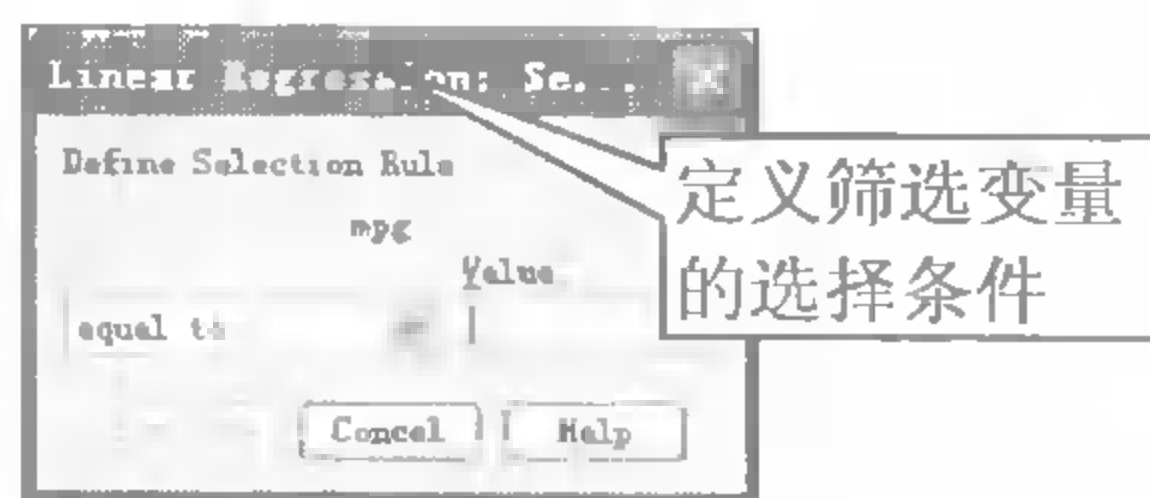 Linear Regression: Se...
定义筛选变量
的选择条件
Define Selection Rule
mpg
Value
equal to
Cancel Help